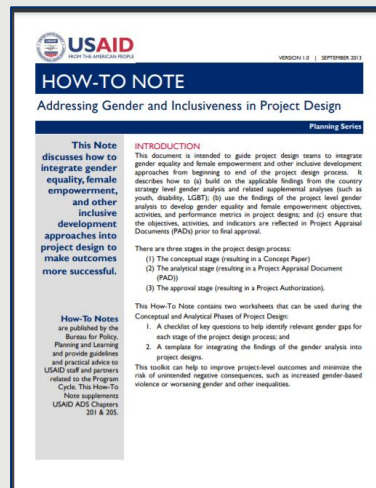 USAID
FROM THE AMERICAN PEOPLE
VERSION 1.0 | SEPTEMBER 2013
HOW-TO NOTE
Addressing Gender and Inclusiveness in Project Design
Planning Series
This Note
discusses how to
integrate gender
equality, female
empowerment,
and other
inclusive
development
approaches into
project design to
make outcomes
more successful.
How-To Notes
are published by the
Bureau for Policy,
Planning and Learning
and provide guidelines
and practical advice to
USAID staff and partners
related to the Program
Cycle. This How-To
Note supplements
USAID ADS Chapters
201 & 205.
INTRODUCTION
This document is intended to guide project design teams to integrate
gender equality and female empowerment and other inclusive development
approaches from beginning to end of the project design process. It
describes how to (a) build on the applicable findings from the country
strategy level gender analysis and related supplemental analyses (such as
youth, disability, LGBT); (b) use the findings of the project level gender
analysis to develop gender equality and female empowerment objectives,
activities, and performance metrics in project designs; and (c) ensure that
the objectives, activities, and indicators are reflected in Project Appraisal
Documents (PADs) prior to final approval.
There are three stages in the project design process:
(1) The conceptual stage (resulting in a Concept Paper)
(2) The analytical stage (resulting in a Project Appraisal Document
(PAD))
(3) The approval stage (resulting in a Project Authorization).
This How-To Note contains two worksheets that can be used during the
Conceptual and Analytical Phases of Project Design:
1. A checklist of key questions to help identify relevant gender gaps for
each stage of the project design process; and
2. A template for integrating the findings of the gender analysis into
project designs.
This toolkit can help to improve project-level outcomes and minimize the
risk of unintended negative consequences, such as increased gender-based
violence or worsening gender and other inequalities.